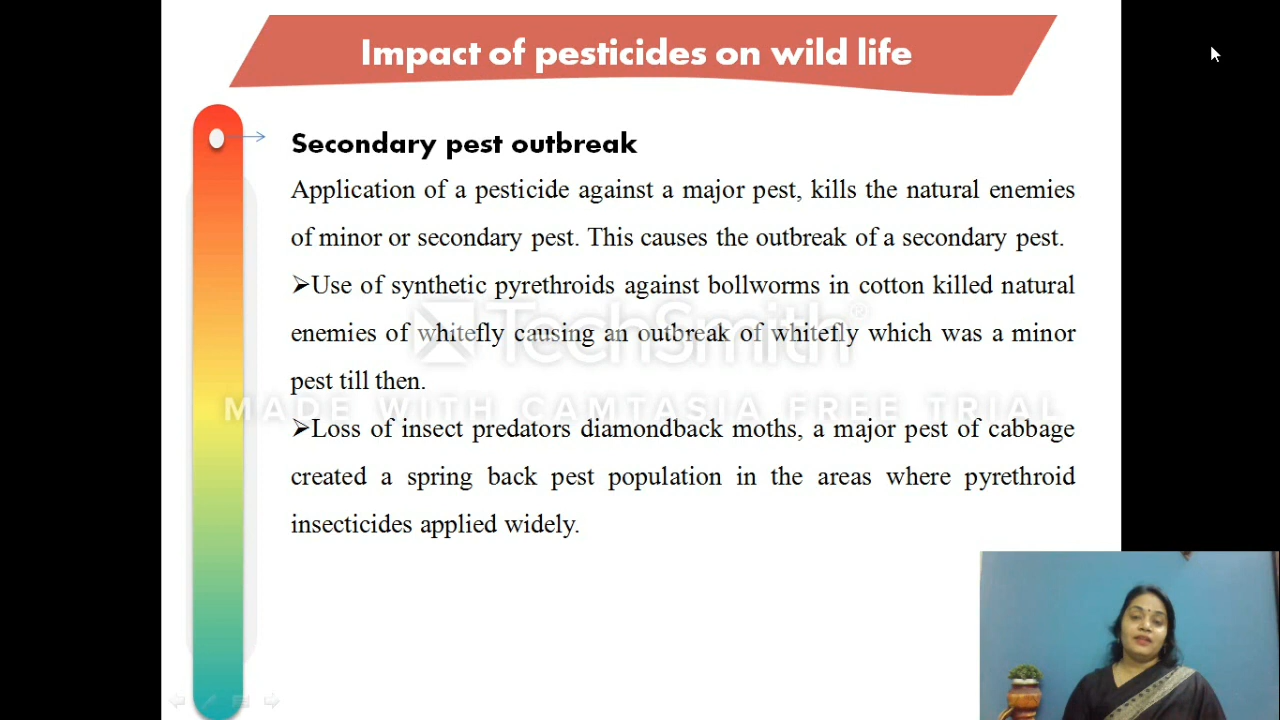 Impact of pesticides on wild life
Secondary pest outbreak
Application of a pesticide against a major pest, kills the natural enemies
of minor or secondary pest. This causes the outbreak of a secondary pest.
➢Use of synthetic pyrethroids against bollworms in cotton killed natural
enemies of whitefly causing an outbreak of whitefly which was a minor
pest till then.
TechSmith®
MADE WITH CAMTASIA FREE TRIAL
➢Loss of insect predators diamondback moths, a major pest of cabbage
created a spring back pest population in the areas where pyrethroid
insecticides applied widely.